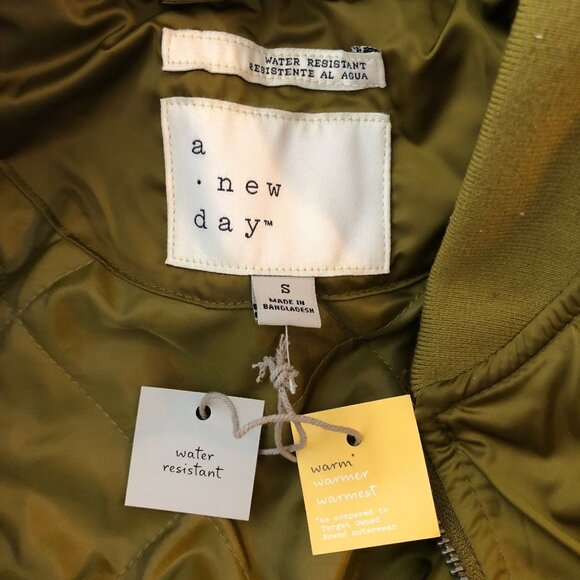 WATER RESISTANT
RESISTENTE AL AGUA
a
· new
day™
S
MADE IN
BANGLADESH
water
resistant
warm*
warmer
warmest
*as compared to
Target Owned
Brand outerwear